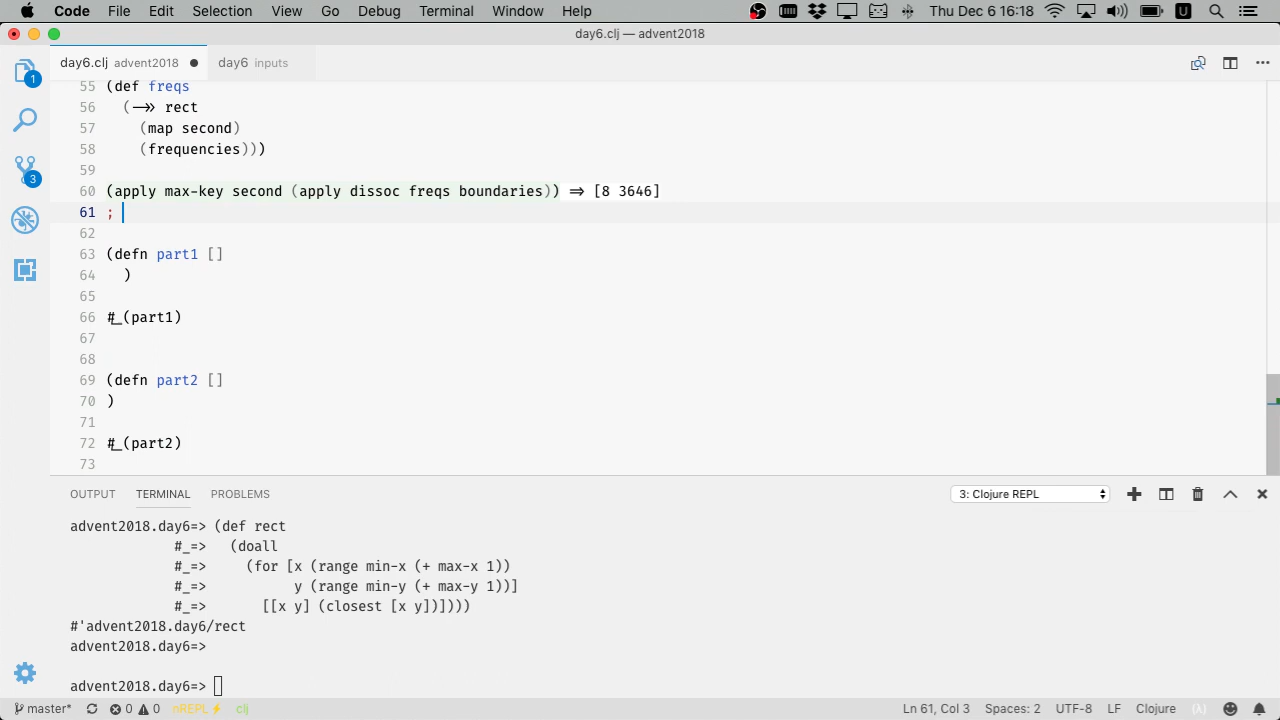 Code File Edit Selection View Go Debug Terminal Window Help Thu Dec 6 16:18 U
day6.clj — advent2018
day6.clj advent2018 ● day6 inputs
1
3
55 (def freqs
56 (->> rect
57 (map second)
58 (frequencies)))
59
60 (apply max-key second (apply dissoc freqs boundaries)) => [8 3646]
61 ;
62
63 (defn part1 []
64 )
65
66 #_(part1)
67
68
69 (defn part2 []
70 )
71
72 #_(part2)
73
OUTPUT TERMINAL PROBLEMS 3: Clojure REPL
advent2018.day6=> (def rect
#_=> (doall
#_=> (for [x (range min-x (+ max-x 1))
#_=> y (range min-y (+ max-y 1))]
#_=> [[x y] (closest [x y])])))
#'advent2018.day6/rect
advent2018.day6=>
advent2018.day6=>
master* 0 0 nREPL⚡ clj Ln 61, Col 3 Spaces: 2 UTF-8 LF Clojure (λ)